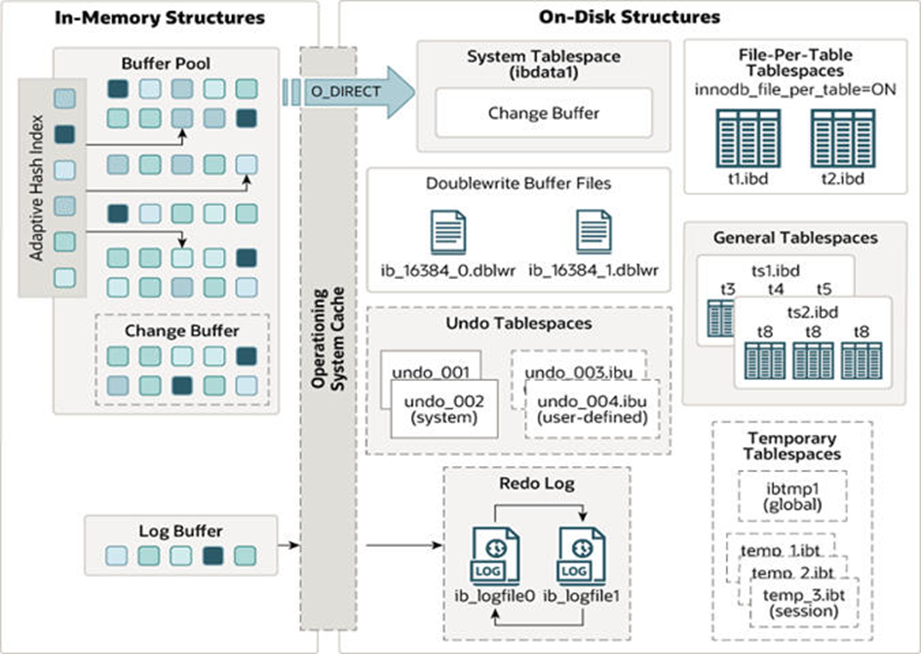 In-Memory Structures
Buffer Pool
Adaptive Hash Index
Change Buffer
Log Buffer
Operationing
System Cache
O_DIRECT
On-Disk Structures
System Tablespace
(ibdata1)
Change Buffer
Doublewrite Buffer Files
ib_16384_0.dblwr
ib_16384_1.dblwr
Undo Tablespaces
undo_001
undo_002
(system)
undo_003.ibu
undo_004.ibu
(user-defined)
Redo Log
LOG
LOG
ib_logfile0
ib_logfile1
File-Per-Table
Tablespaces
innodb_file_per_table=ON
t1.ibd
t2.ibd
General Tablespaces
ts1.ibd
t3 t4 t5
ts2.ibd
t8 t8 t8
Temporary
Tablespaces
ibtmp1
(global)
temp_1.ibt
temp_2.ibt
temp_3.ibt
(session)